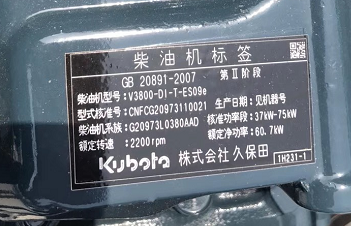 柴油机标签
GB 20891-2007 第Ⅱ阶段
柴油机型号: V3800-DI-T-ES09e
型式核准号: CNFCG20973110021 生产日期: 见机器号
柴油机系族: G20973L0380AAD 核准功率段: 37kW-75kW
额定转速: 2200rpm 额定净功率: 60.7kW
Kubota 株式会社久保田
1H231-1